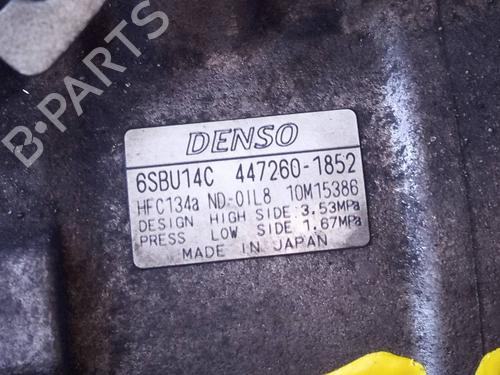 B-PARTS
DENSO
6SBU14C 447260-1852
HFC134a ND-OIL8 10M15386
DESIGN HIGH SIDE: 3.53MPa
PRESS LOW SIDE 1.67MPa
MADE IN JAPAN